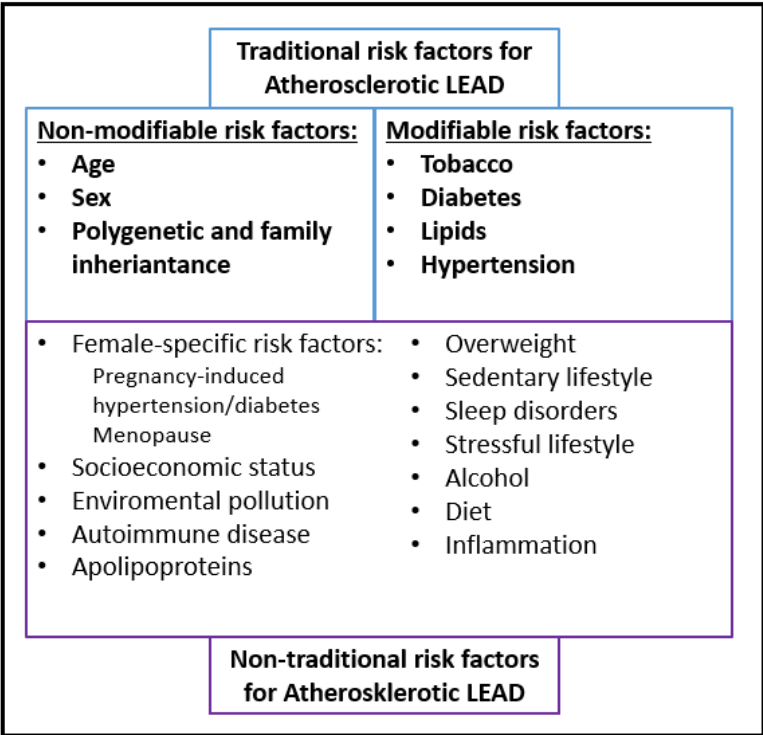 Traditional risk factors for
Atherosclerotic LEAD
Non-modifiable risk factors:
• Age
• Sex
• Polygenetic and family
inheriantance
Modifiable risk factors:
• Tobacco
• Diabetes
• Lipids
• Hypertension
• Female-specific risk factors:
Pregnancy-induced
hypertension/diabetes
Menopause
• Socioeconomic status
• Enviromental pollution
• Autoimmune disease
• Apolipoproteins
• Overweight
• Sedentary lifestyle
• Sleep disorders
• Stressful lifestyle
• Alcohol
• Diet
• Inflammation
Non-traditional risk factors
for Atherosklerotic LEAD